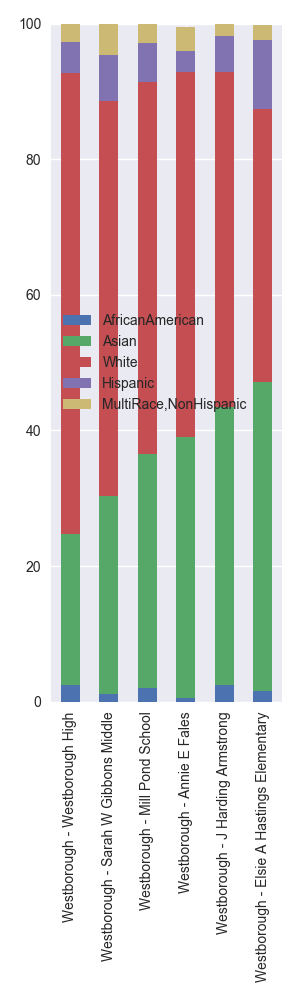 100
80
60
40
20
0
AfricanAmerican
Asian
White
Hispanic
MultiRace,NonHispanic
Westborough - Westborough High
Westborough - Sarah W Gibbons Middle
Westborough - Mill Pond School
Westborough - Annie E Fales
Westborough - J Harding Armstrong
Westborough - Elsie A Hastings Elementary